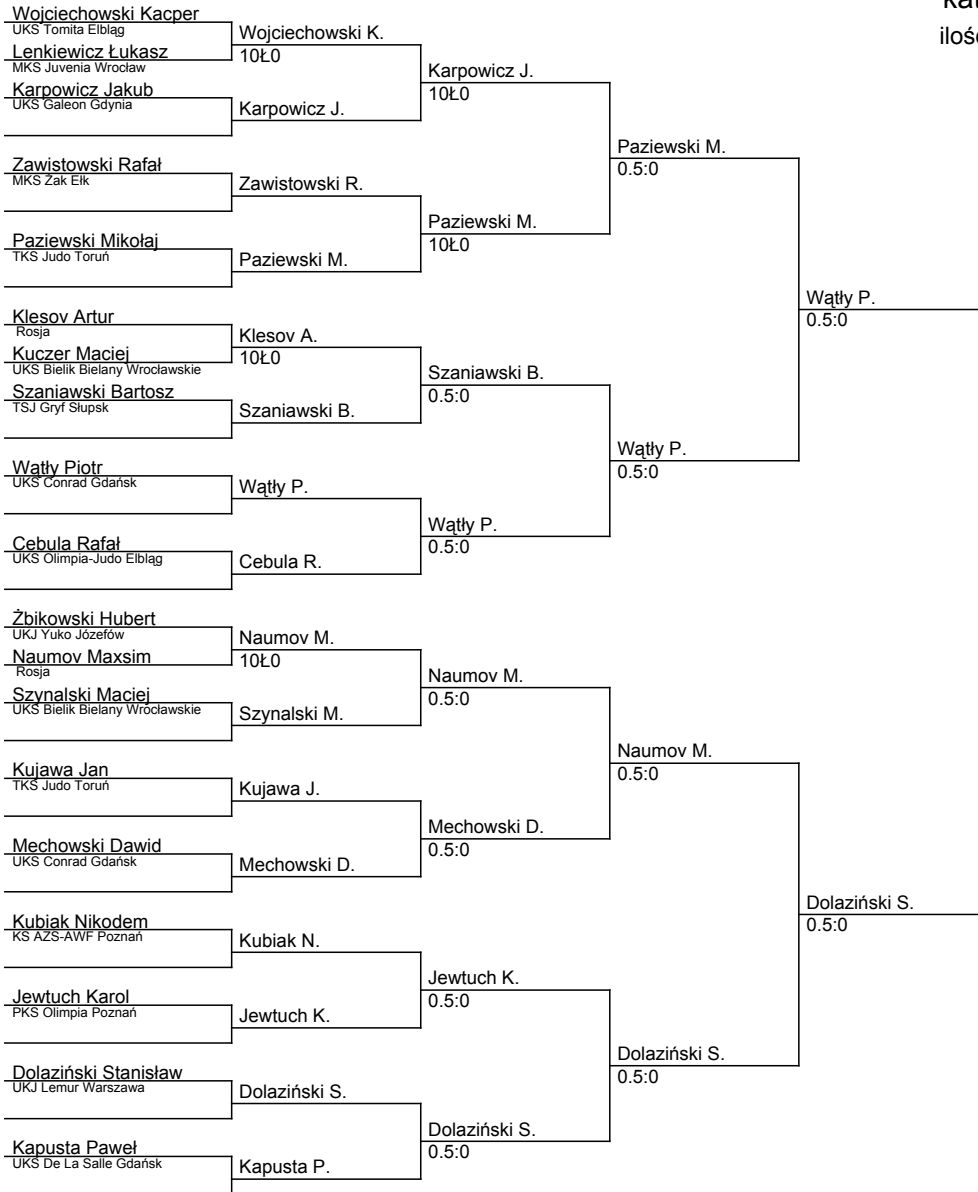 Wojciechowski Kacper
UKS Tomita Elbląg
Lenkiewicz Łukasz
MKS Juvenia Wrocław
Karpowicz Jakub
UKS Galeon Gdynia
Zawistowski Rafał
MKS Żak Ełk
Paziewski Mikołaj
TKS Judo Toruń
Klesov Artur
Rosja
Kuczer Maciej
UKS Bielik Bielany Wrocławskie
Szaniawski Bartosz
TSJ Gryf Słupsk
Wątły Piotr
UKS Conrad Gdańsk
Cebula Rafał
UKS Olimpia-Judo Elbląg
Żbikowski Hubert
UKJ Yuko Józefów
Naumov Maxsim
Rosja
Szynalski Maciej
UKS Bielik Bielany Wrocławskie
Kujawa Jan
TKS Judo Toruń
Mechowski Dawid
UKS Conrad Gdańsk
Kubiak Nikodem
KS AZS-AWF Poznań
Jewtuch Karol
PKS Olimpia Poznań
Dolaziński Stanisław
UKJ Lemur Warszawa
Kapusta Paweł
UKS De La Salle Gdańsk
Wojciechowski K.
10Ł0
Karpowicz J.
Zawistowski R.
Paziewski M.
Klesov A.
10Ł0
Szaniawski B.
Wątły P.
Cebula R.
Naumov M.
10Ł0
Szynalski M.
Kujawa J.
Mechowski D.
Kubiak N.
Jewtuch K.
Dolaziński S.
Kapusta P.
Karpowicz J.
10Ł0
Paziewski M.
10Ł0
Szaniawski B.
0.5:0
Wątły P.
0.5:0
Naumov M.
0.5:0
Mechowski D.
0.5:0
Jewtuch K.
0.5:0
Dolaziński S.
0.5:0
Paziewski M.
0.5:0
Wątły P.
0.5:0
Naumov M.
0.5:0
Dolaziński S.
0.5:0
Wątły P.
0.5:0
Dolaziński S.
0.5:0